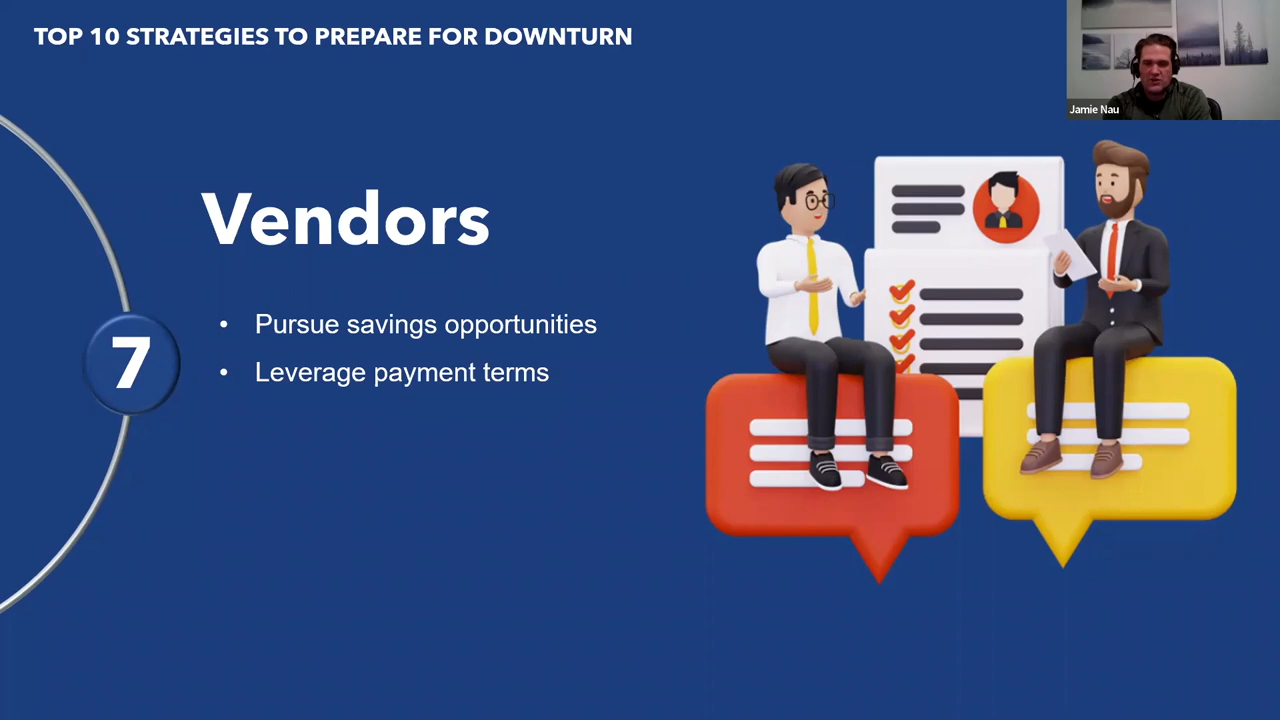 TOP 10 STRATEGIES TO PREPARE FOR DOWNTURN
Jamie Nau
Vendors
7
• Pursue savings opportunities
• Leverage payment terms